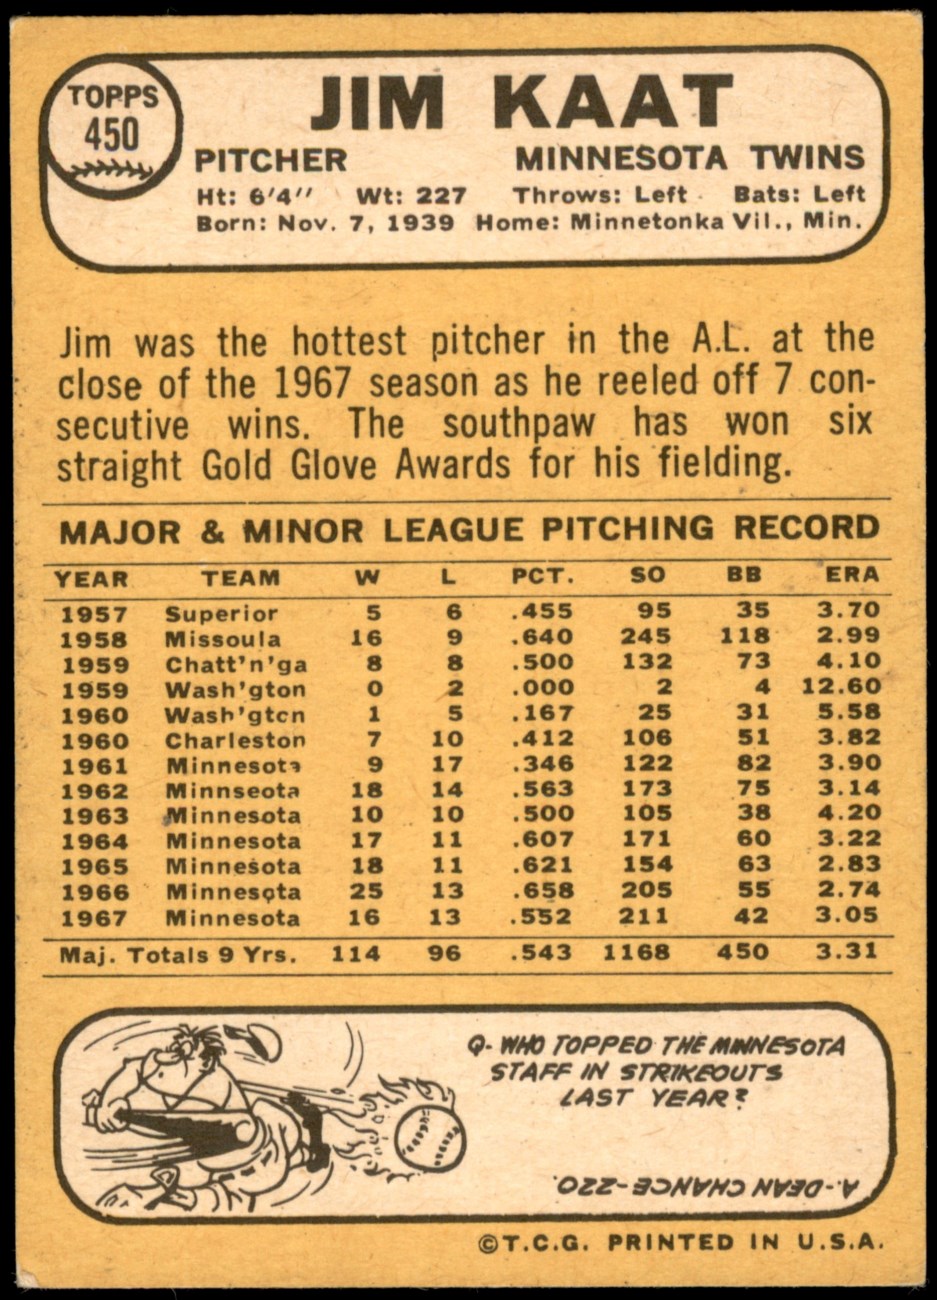 TOPPS
450
JIM KAAT
PITCHER MINNESOTA TWINS
Ht: 6'4" Wt: 227 Throws: Left Bats: Left
Born: Nov. 7, 1939 Home: Minnetonka Vil., Min.
Jim was the hottest pitcher in the A.L. at the
close of the 1967 season as he reeled off 7 con-
secutive wins. The southpaw has won six
straight Gold Glove Awards for his fielding.
MAJOR & MINOR LEAGUE PITCHING RECORD
YEAR TEAM W L PCT. SO BB ERA
1957 Superior 5 6 .455 95 35 3.70
1958 Missoula 16 9 .640 245 118 2.99
1959 Chatt'n'ga 8 8 .500 132 73 4.10
1959 Wash'gton 0 2 .000 2 4 12.60
1960 Wash'gton 1 5 .167 25 31 5.58
1960 Charleston 7 10 .412 106 51 3.82
1961 Minnesota 9 17 .346 122 82 3.90
1962 Minnseota 18 14 .563 173 75 3.14
1963 Minnesota 10 10 .500 105 38 4.20
1964 Minnesota 17 11 .607 171 60 3.22
1965 Minnesota 18 11 .621 154 63 2.83
1966 Minnesota 25 13 .658 205 55 2.74
1967 Minnesota 16 13 .552 211 42 3.05
Maj. Totals 9 Yrs. 114 96 .543 1168 450 3.31
Q- WHO TOPPED THE MINNESOTA
STAFF IN STRIKEOUTS
LAST YEAR?
A.-DEAN CHANCE-220.
©T.C.G. PRINTED IN U.S.A.